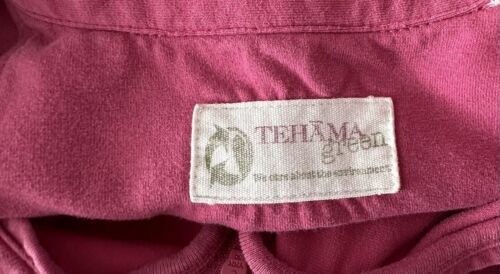 TEHĀMA
green
We care about the environment